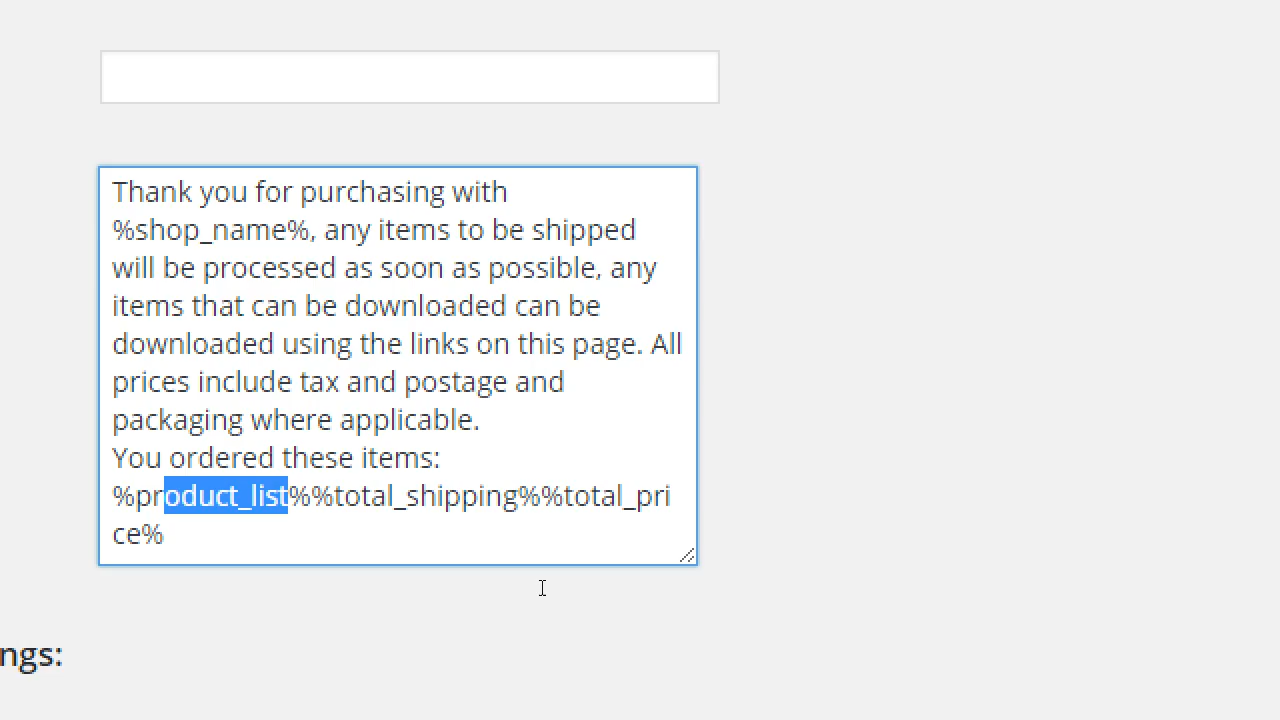 Thank you for purchasing with
%shop_name%, any items to be shipped
will be processed as soon as possible, any
items that can be downloaded can be
downloaded using the links on this page. All
prices include tax and postage and
packaging where applicable.
You ordered these items:
%product_list%%total_shipping%%total_pri
ce%
ngs: